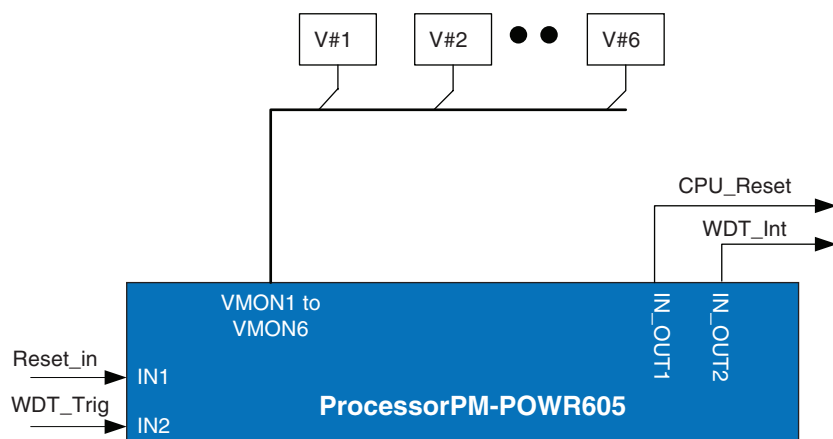 V#1
V#2
V#6
CPU_Reset
WDT_Int
VMON1 to
VMON6
IN_OUT1
IN_OUT2
Reset_in
IN1
WDT_Trig
IN2
ProcessorPM-POWR605